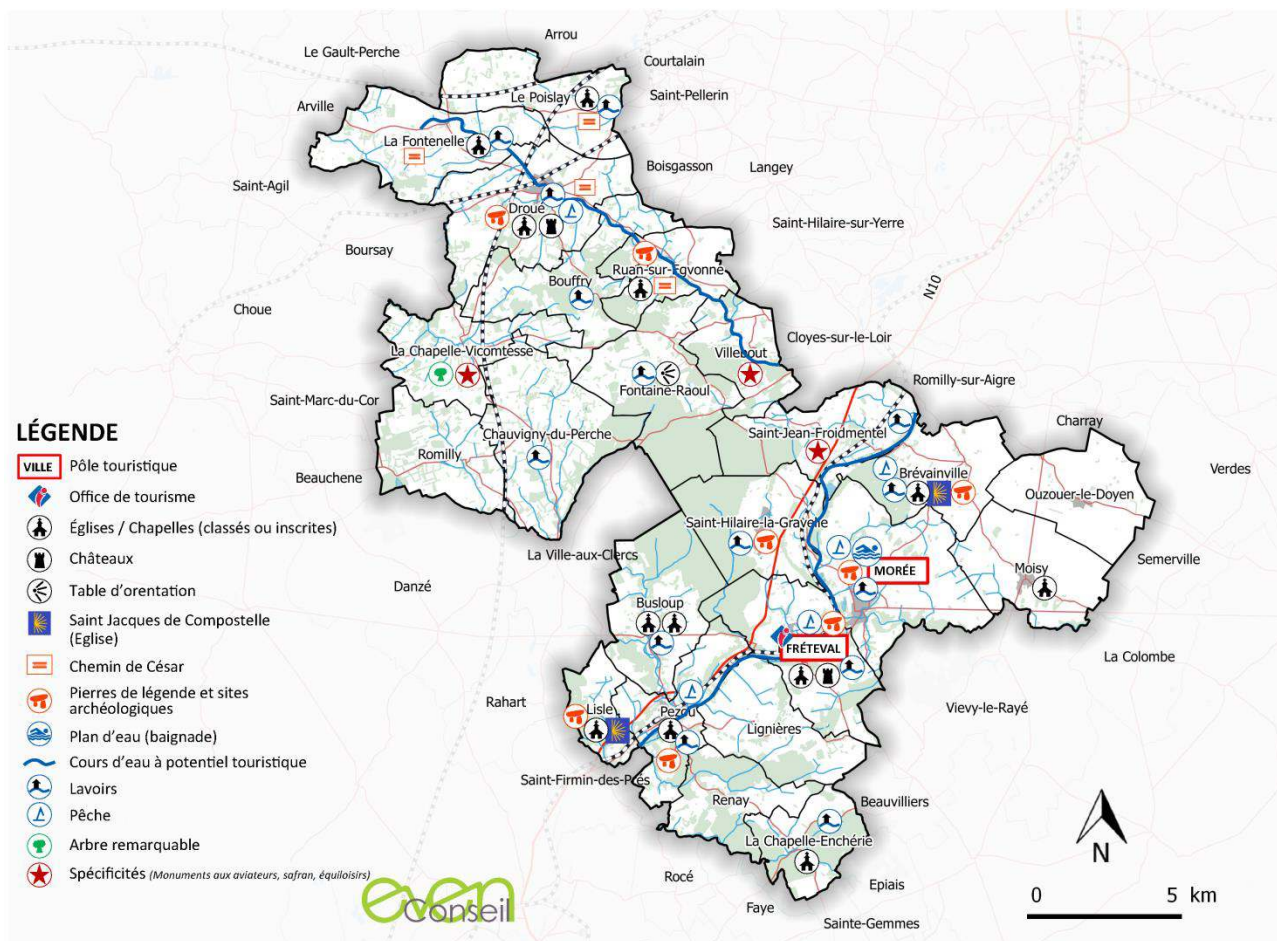 Arrou
Le Gault-Perche
Courtalain
Le Poislay
Saint-Pellerin
Arville
La Fontenelle
Boisgasson
Langey
Saint-Agil
Droué
Saint-Hilaire-sur-Yerre
Boursay
Ruan-sur-Egvonne
Bouffry
N10
Choue
Cloyes-sur-le-Loir
La Chapelle-Vicomtesse
Villebout
Romilly-sur-Aigre
Fontaine-Raoul
Saint-Marc-du-Cor
Charray
Saint-Jean-Froidmentel
Chauvigny-du-Perche
Romilly
Verdes
Beauchene
Brévainville
Ouzouer-le-Doyen
Saint-Hilaire-la-Gravelle
La Ville-aux-Clercs
Semerville
Danzé
MORÉE
Moisy
Busloup
FRÉTEVAL
La Colombe
Rahart
Lisle
Pezou
Vievy-le-Rayé
Lignières
Saint-Firmin-des-Prés
Renay
Beauvilliers
La Chapelle-Enchérie
Rocé
Epiais
Faye
Sainte-Gemmes
LÉGENDE
VILLE Pôle touristique
Office de tourisme
Églises / Chapelles (classés ou inscrites)
Châteaux
Table d'orentation
Saint Jacques de Compostelle
(Eglise)
Chemin de César
Pierres de légende et sites
archéologiques
Plan d'eau (baignade)
Cours d'eau à potentiel touristique
Lavoirs
Pêche
Arbre remarquable
Spécificités (Monuments aux aviateurs, safran, équiloisirs)
even
Conseil
N
0 5 km